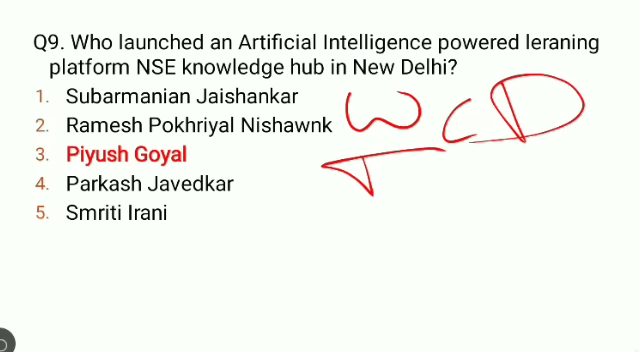 Q9. Who launched an Artificial Intelligence powered leraning
platform NSE knowledge hub in New Delhi?
1. Subarmanian Jaishankar
2. Ramesh Pokhriyal Nishawnk
3. Piyush Goyal
4. Parkash Javedkar
5. Smriti Irani
WCD